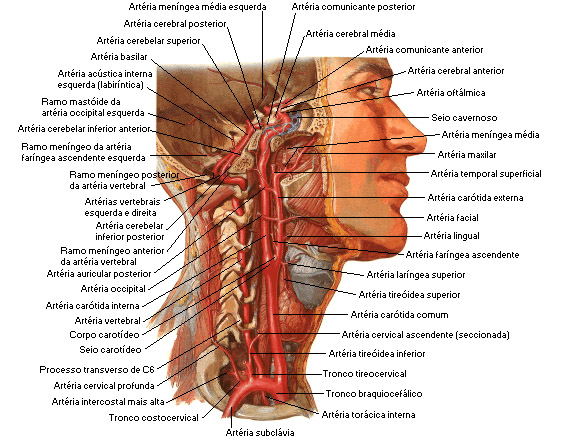 Artéria meníngea média esquerda
Artéria cerebral posterior
Artéria cerebelar superior
Artéria basilar
Artéria acústica interna
esquerda (labiríntica)
Ramo mastóide da
artéria occipital esquerda
Artéria cerebelar inferior anterior
Ramo meníngeo da artéria
faríngea ascendente esquerda
Ramo meníngeo posterior
da artéria vertebral
Artérias vertebrais
esquerda e direita
Artéria cerebelar
inferior posterior
Ramo meníngeo anterior
da artéria vertebral
Artéria auricular posterior
Artéria occipital
Artéria carótida interna
Artéria vertebral
Corpo carotídeo
Seio carotídeo
Processo transverso de C6
Artéria cervical profunda
Artéria intercostal mais alta
Tronco costocervical
Artéria subclávia
Artéria comunicante posterior
Artéria cerebral média
Artéria comunicante anterior
Artéria cerebral anterior
Artéria oftálmica
Seio cavernoso
Artéria meníngea média
Artéria maxilar
Artéria temporal superficial
Artéria carótida externa
Artéria facial
Artéria lingual
Artéria faríngea ascendente
Artéria laríngea superior
Artéria tireóidea superior
Artéria carótida comum
Artéria cervical ascendente (seccionada)
Artéria tireóidea inferior
Tronco tireocervical
Tronco braquiocefálico
Artéria torácica interna